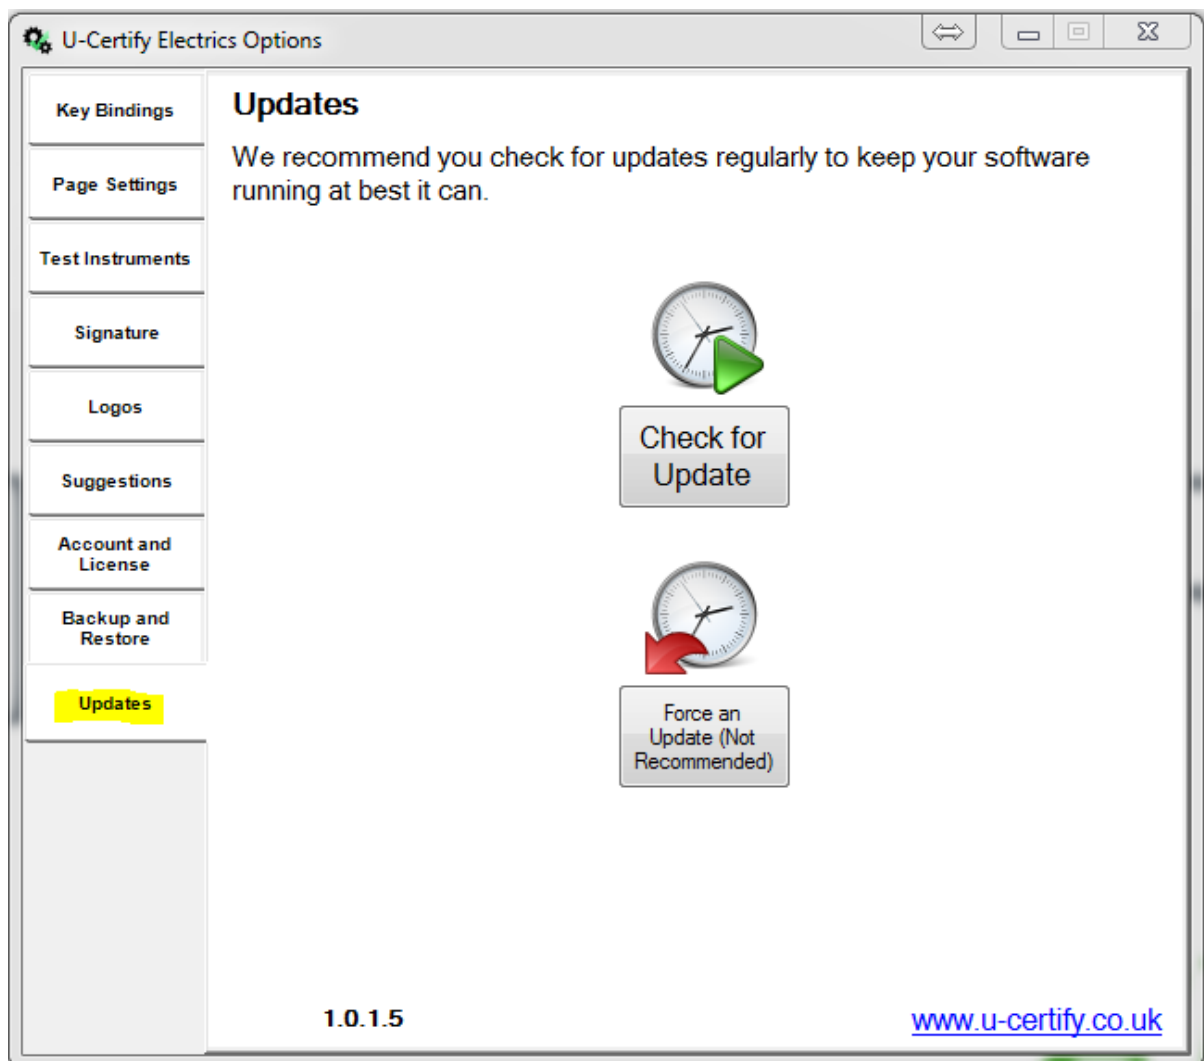 U-Certify Electrics Options
Key Bindings
Page Settings
Test Instruments
Signature
Logos
Suggestions
Account and
License
Backup and
Restore
Updates
Updates
We recommend you check for updates regularly to keep your software
running at best it can.
Check for
Update
Force an
Update (Not
Recommended)
1.0.1.5
www.u-certify.co.uk